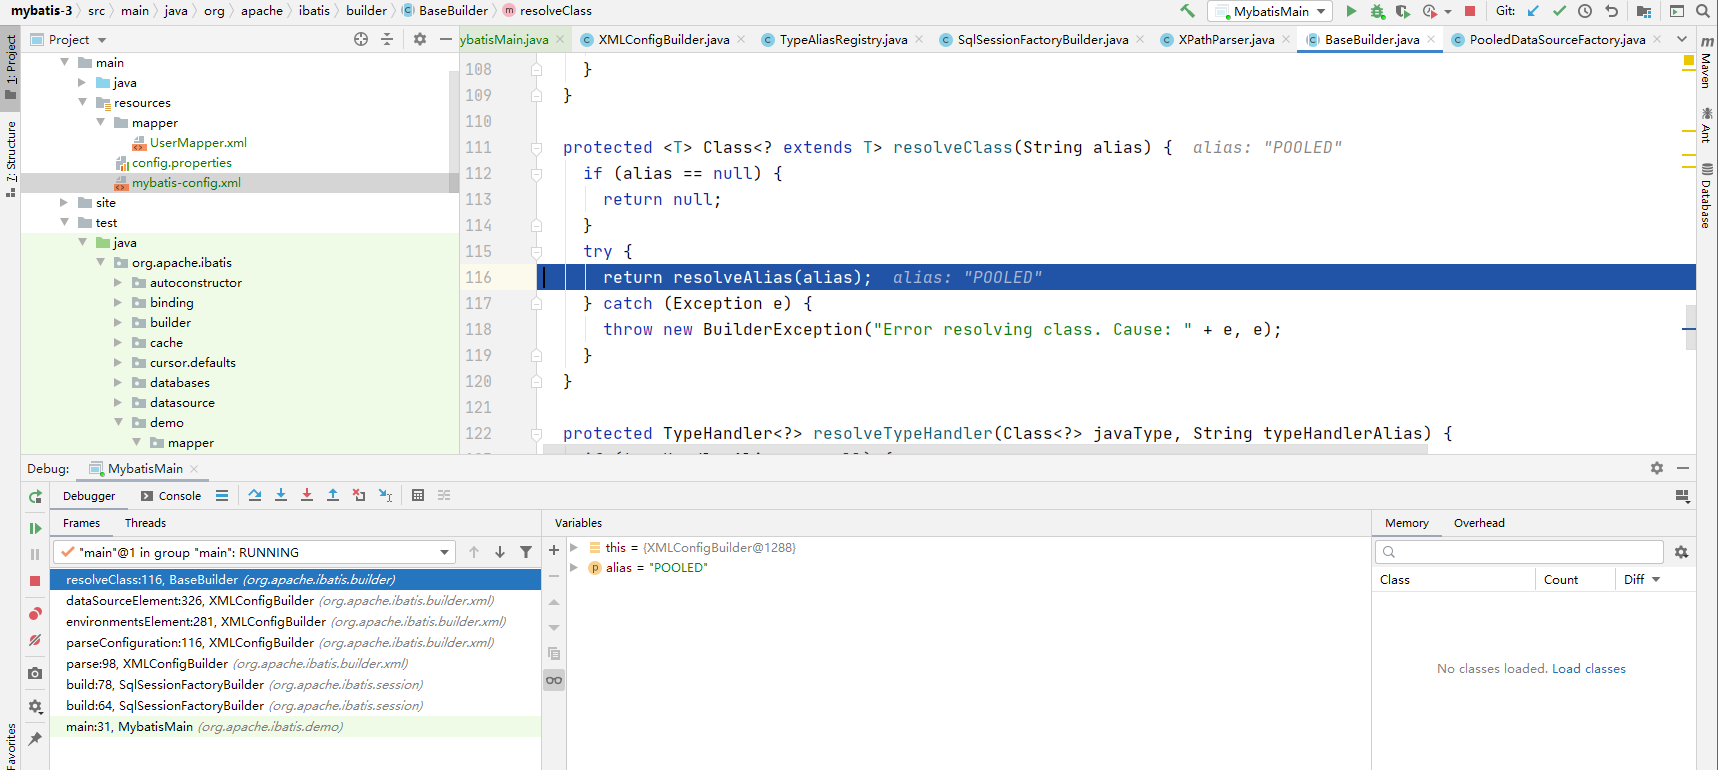 mybatis-3 › src › main › java › org › apache › ibatis › builder › BaseBuilder › resolveClass
MybatisMain
Git:
1: Project
Z: Structure
Favorites
Project
ybatisMain.java
XMLConfigBuilder.java
TypeAliasRegistry.java
SqlSessionFactoryBuilder.java
XPathParser.java
BaseBuilder.java
PooledDataSourceFactory.java
m
Maven
Ant
Database
main
java
resources
mapper
UserMapper.xml
config.properties
mybatis-config.xml
site
test
java
org.apache.ibatis
autoconstructor
binding
builder
cache
cursor.defaults
databases
datasource
demo
mapper
108 }
109 }
110
111 protected <T> Class<? extends T> resolveClass(String alias) { alias: "POOLED"
112 if (alias == null) {
113 return null;
114 }
115 try {
116 return resolveAlias(alias); alias: "POOLED"
117 } catch (Exception e) {
118 throw new BuilderException("Error resolving class. Cause: " + e, e);
119 }
120 }
121
122 protected TypeHandler<?> resolveTypeHandler(Class<?> javaType, String typeHandlerAlias) {
Debug: MybatisMain
Debugger Console
Frames Threads
"main"@1 in group "main": RUNNING
resolveClass:116, BaseBuilder (org.apache.ibatis.builder)
dataSourceElement:326, XMLConfigBuilder (org.apache.ibatis.builder.xml)
environmentsElement:281, XMLConfigBuilder (org.apache.ibatis.builder.xml)
parseConfiguration:116, XMLConfigBuilder (org.apache.ibatis.builder.xml)
parse:98, XMLConfigBuilder (org.apache.ibatis.builder.xml)
build:78, SqlSessionFactoryBuilder (org.apache.ibatis.session)
build:64, SqlSessionFactoryBuilder (org.apache.ibatis.session)
main:31, MybatisMain (org.apache.ibatis.demo)
Variables
this = {XMLConfigBuilder@1288}
alias = "POOLED"
Memory Overhead
Class Count Diff
No classes loaded. Load classes